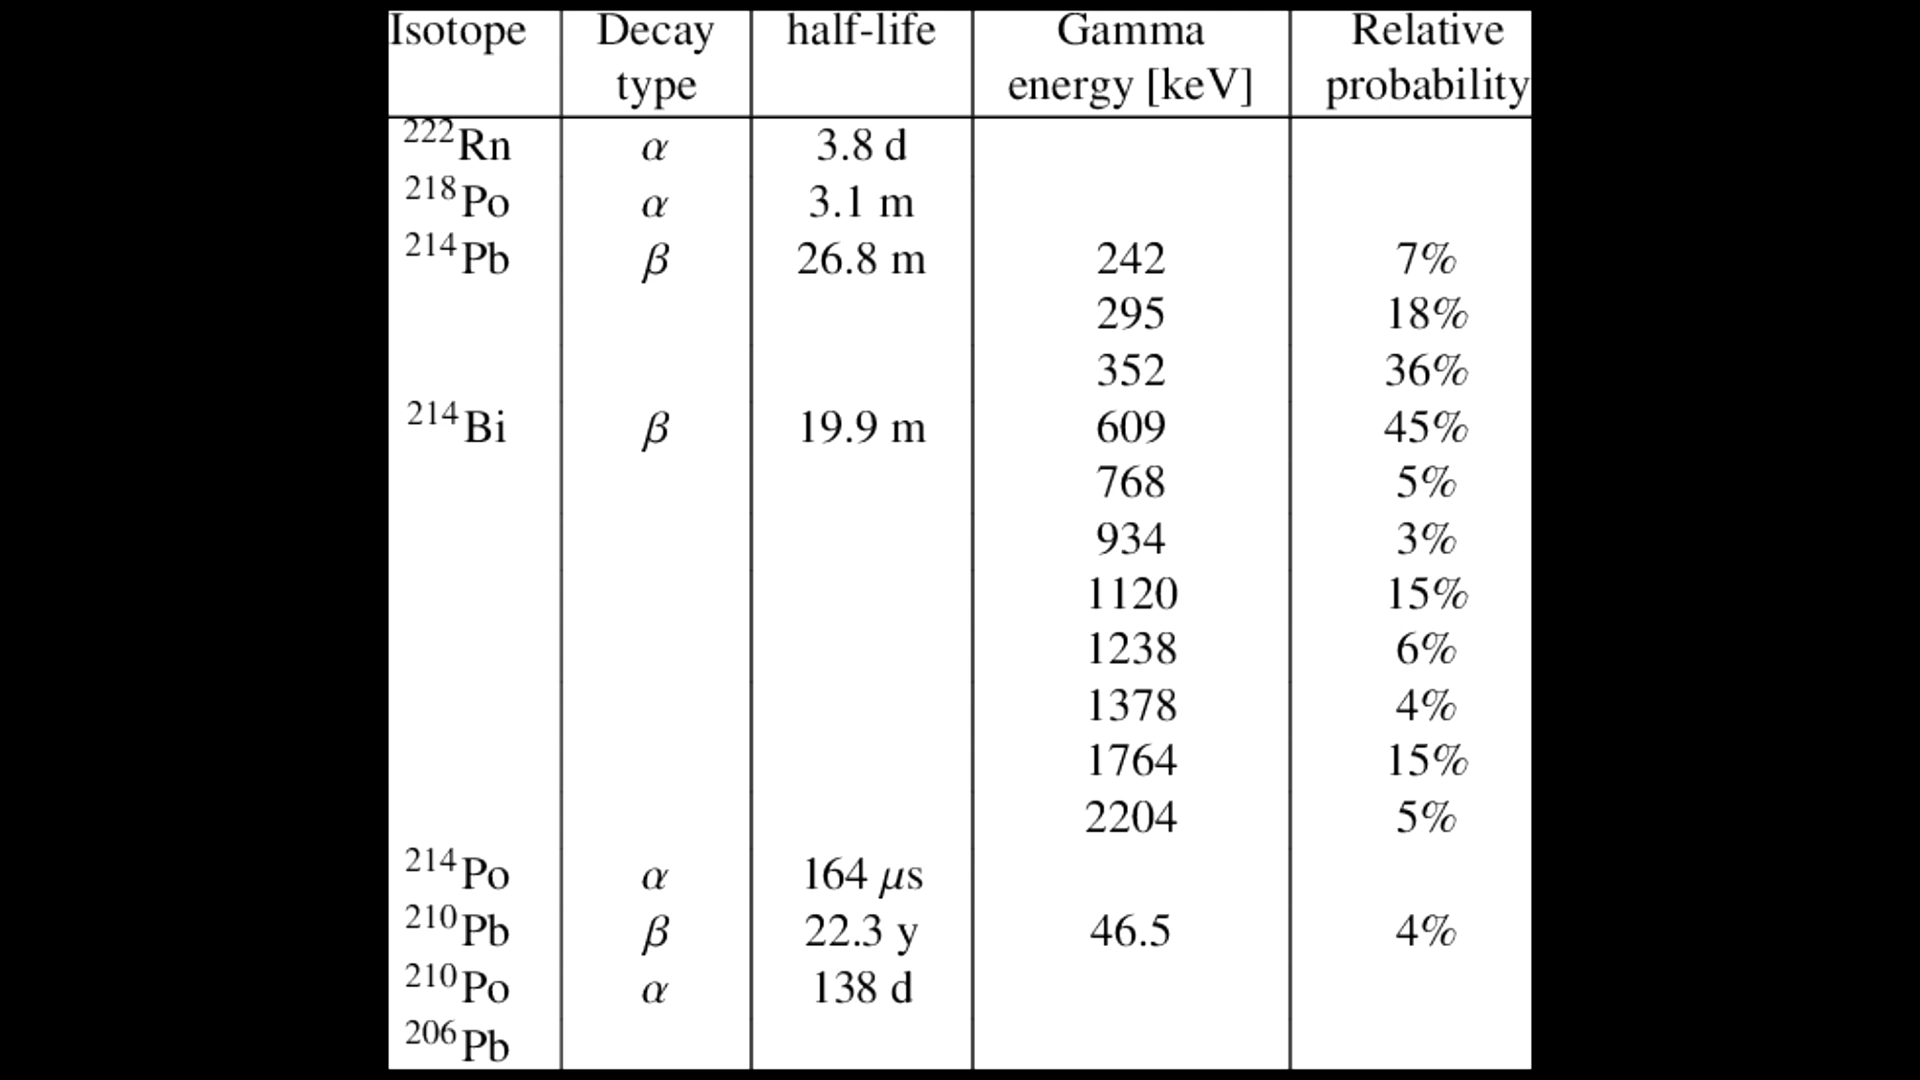 Isotope Decay type half-life Gamma energy [keV] Relative probability
²²²Rn α 3.8 d
²¹⁸Po α 3.1 m
²¹⁴Pb β 26.8 m 242 7%
295 18%
352 36%
²¹⁴Bi β 19.9 m 609 45%
768 5%
934 3%
1120 15%
1238 6%
1378 4%
1764 15%
2204 5%
²¹⁴Po α 164 μs
²¹⁰Pb β 22.3 y 46.5 4%
²¹⁰Po α 138 d
²⁰⁶Pb